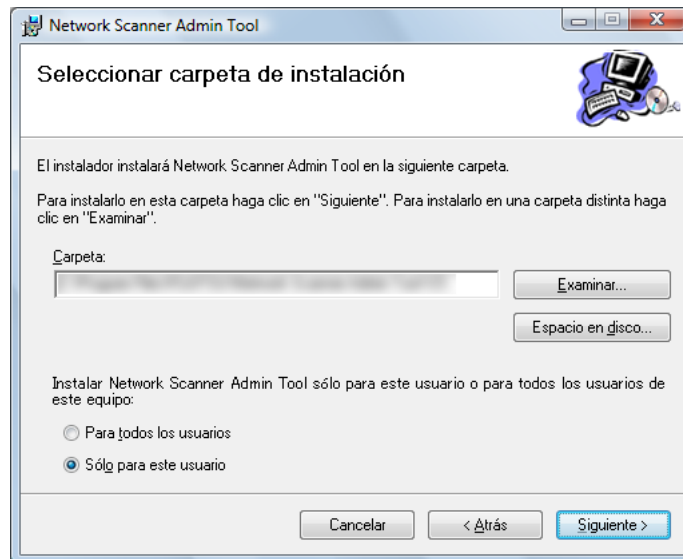 Network Scanner Admin Tool
Seleccionar carpeta de instalación
El instalador instalará Network Scanner Admin Tool en la siguiente carpeta.
Para instalarlo en esta carpeta haga clic en "Siguiente". Para instalarlo en una carpeta distinta haga
clic en "Examinar".
Carpeta:
Examinar...
Espacio en disco...
Instalar Network Scanner Admin Tool sólo para este usuario o para todos los usuarios de
este equipo:
Para todos los usuarios
Sólo para este usuario
Cancelar
< Atrás
Siguiente >